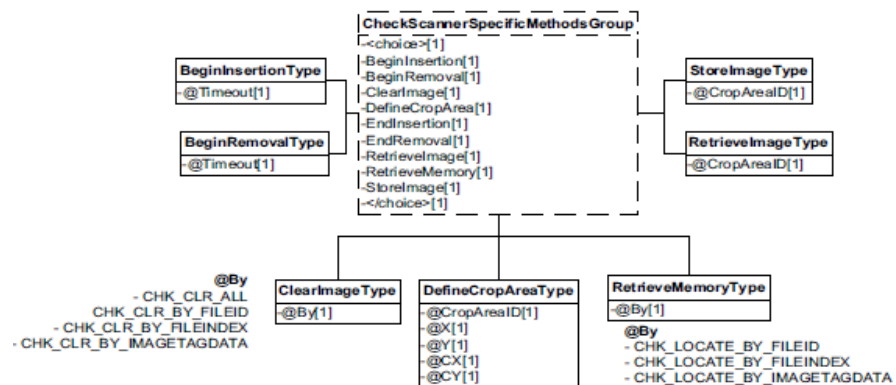 CheckScannerSpecificMethodsGroup
-<choice>[1]
-BeginInsertion[1]
-BeginRemoval[1]
-ClearImage[1]
-DefineCropArea[1]
-EndInsertion[1]
-EndRemoval[1]
-RetrieveImage[1]
-RetrieveMemory[1]
-StoreImage[1]
-</choice>[1]
BeginInsertionType
-@Timeout[1]
BeginRemovalType
-@Timeout[1]
StoreImageType
-@CropAreaID[1]
RetrieveImageType
-@CropAreaID[1]
@By
- CHK_CLR_ALL
CHK_CLR_BY_FILEID
- CHK_CLR_BY_FILEINDEX
- CHK_CLR_BY_IMAGETAGDATA
ClearImageType
-@By[1]
DefineCropAreaType
-@CropAreaID[1]
-@X[1]
-@Y[1]
-@CX[1]
-@CY[1]
RetrieveMemoryType
-@By[1]
@By
- CHK_LOCATE_BY_FILEID
- CHK_LOCATE_BY_FILEINDEX
- CHK_LOCATE_BY_IMAGETAGDATA